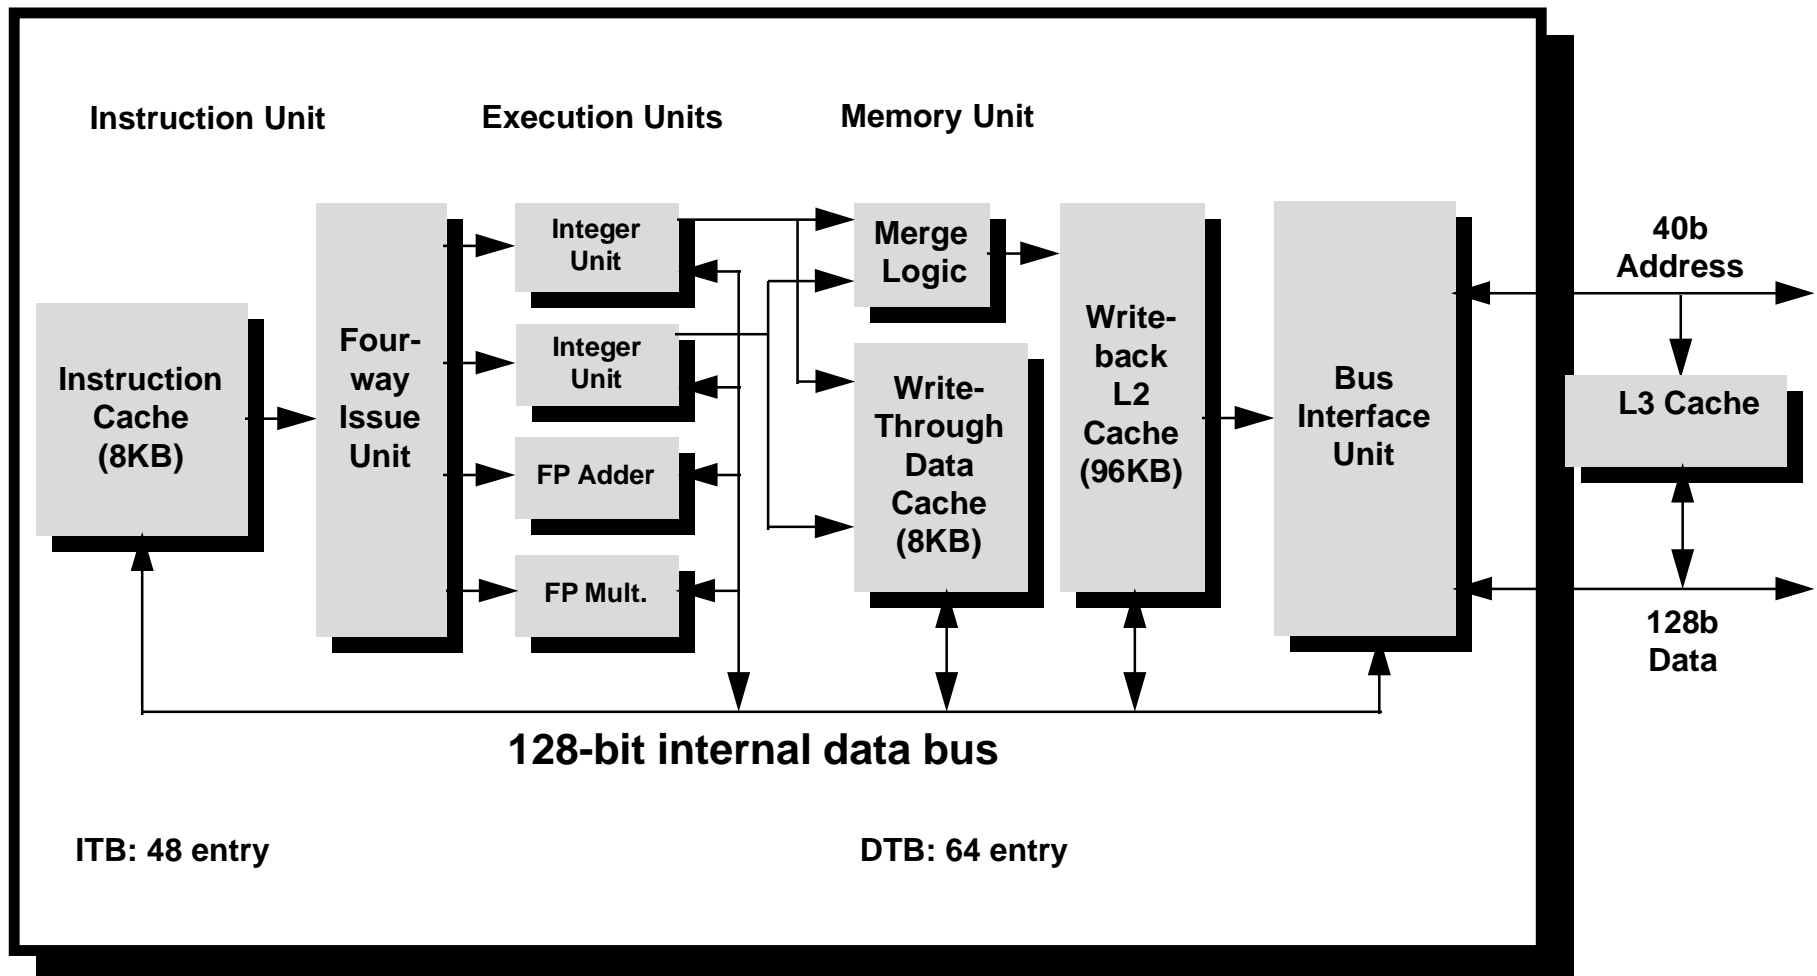 Instruction Unit
Execution Units
Memory Unit
Instruction
Cache
(8KB)
Four-
way
Issue
Unit
Integer
Unit
Integer
Unit
FP Adder
FP Mult.
Merge
Logic
Write-
Through
Data
Cache
(8KB)
Write-
back
L2
Cache
(96KB)
Bus
Interface
Unit
40b
Address
L3 Cache
128b
Data
128-bit internal data bus
ITB: 48 entry
DTB: 64 entry